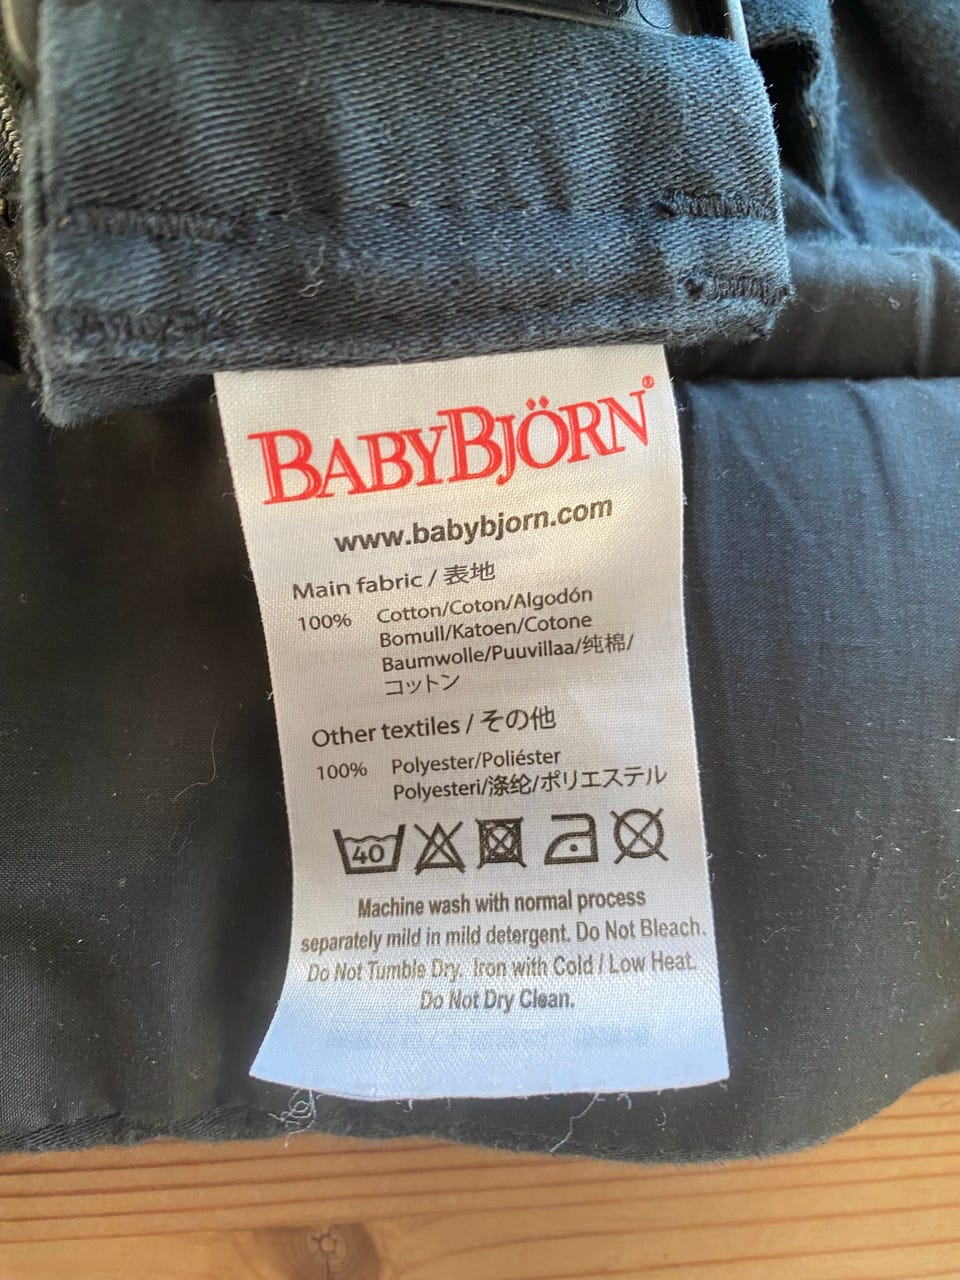 BABYBJÖRN®
www.babybjorn.com
Main fabric / 表地
100% Cotton/Coton/Algodón
Bomull/Katoen/Cotone
Baumwolle/Puuvillaa/纯棉/
コットン
Other textiles / その他
100% Polyester/Poliéster
Polyesteri/涤纶/ポリエステル
40
Machine wash with normal process
separately mild in mild detergent. Do Not Bleach.
Do Not Tumble Dry. Iron with Cold / Low Heat.
Do Not Dry Clean.